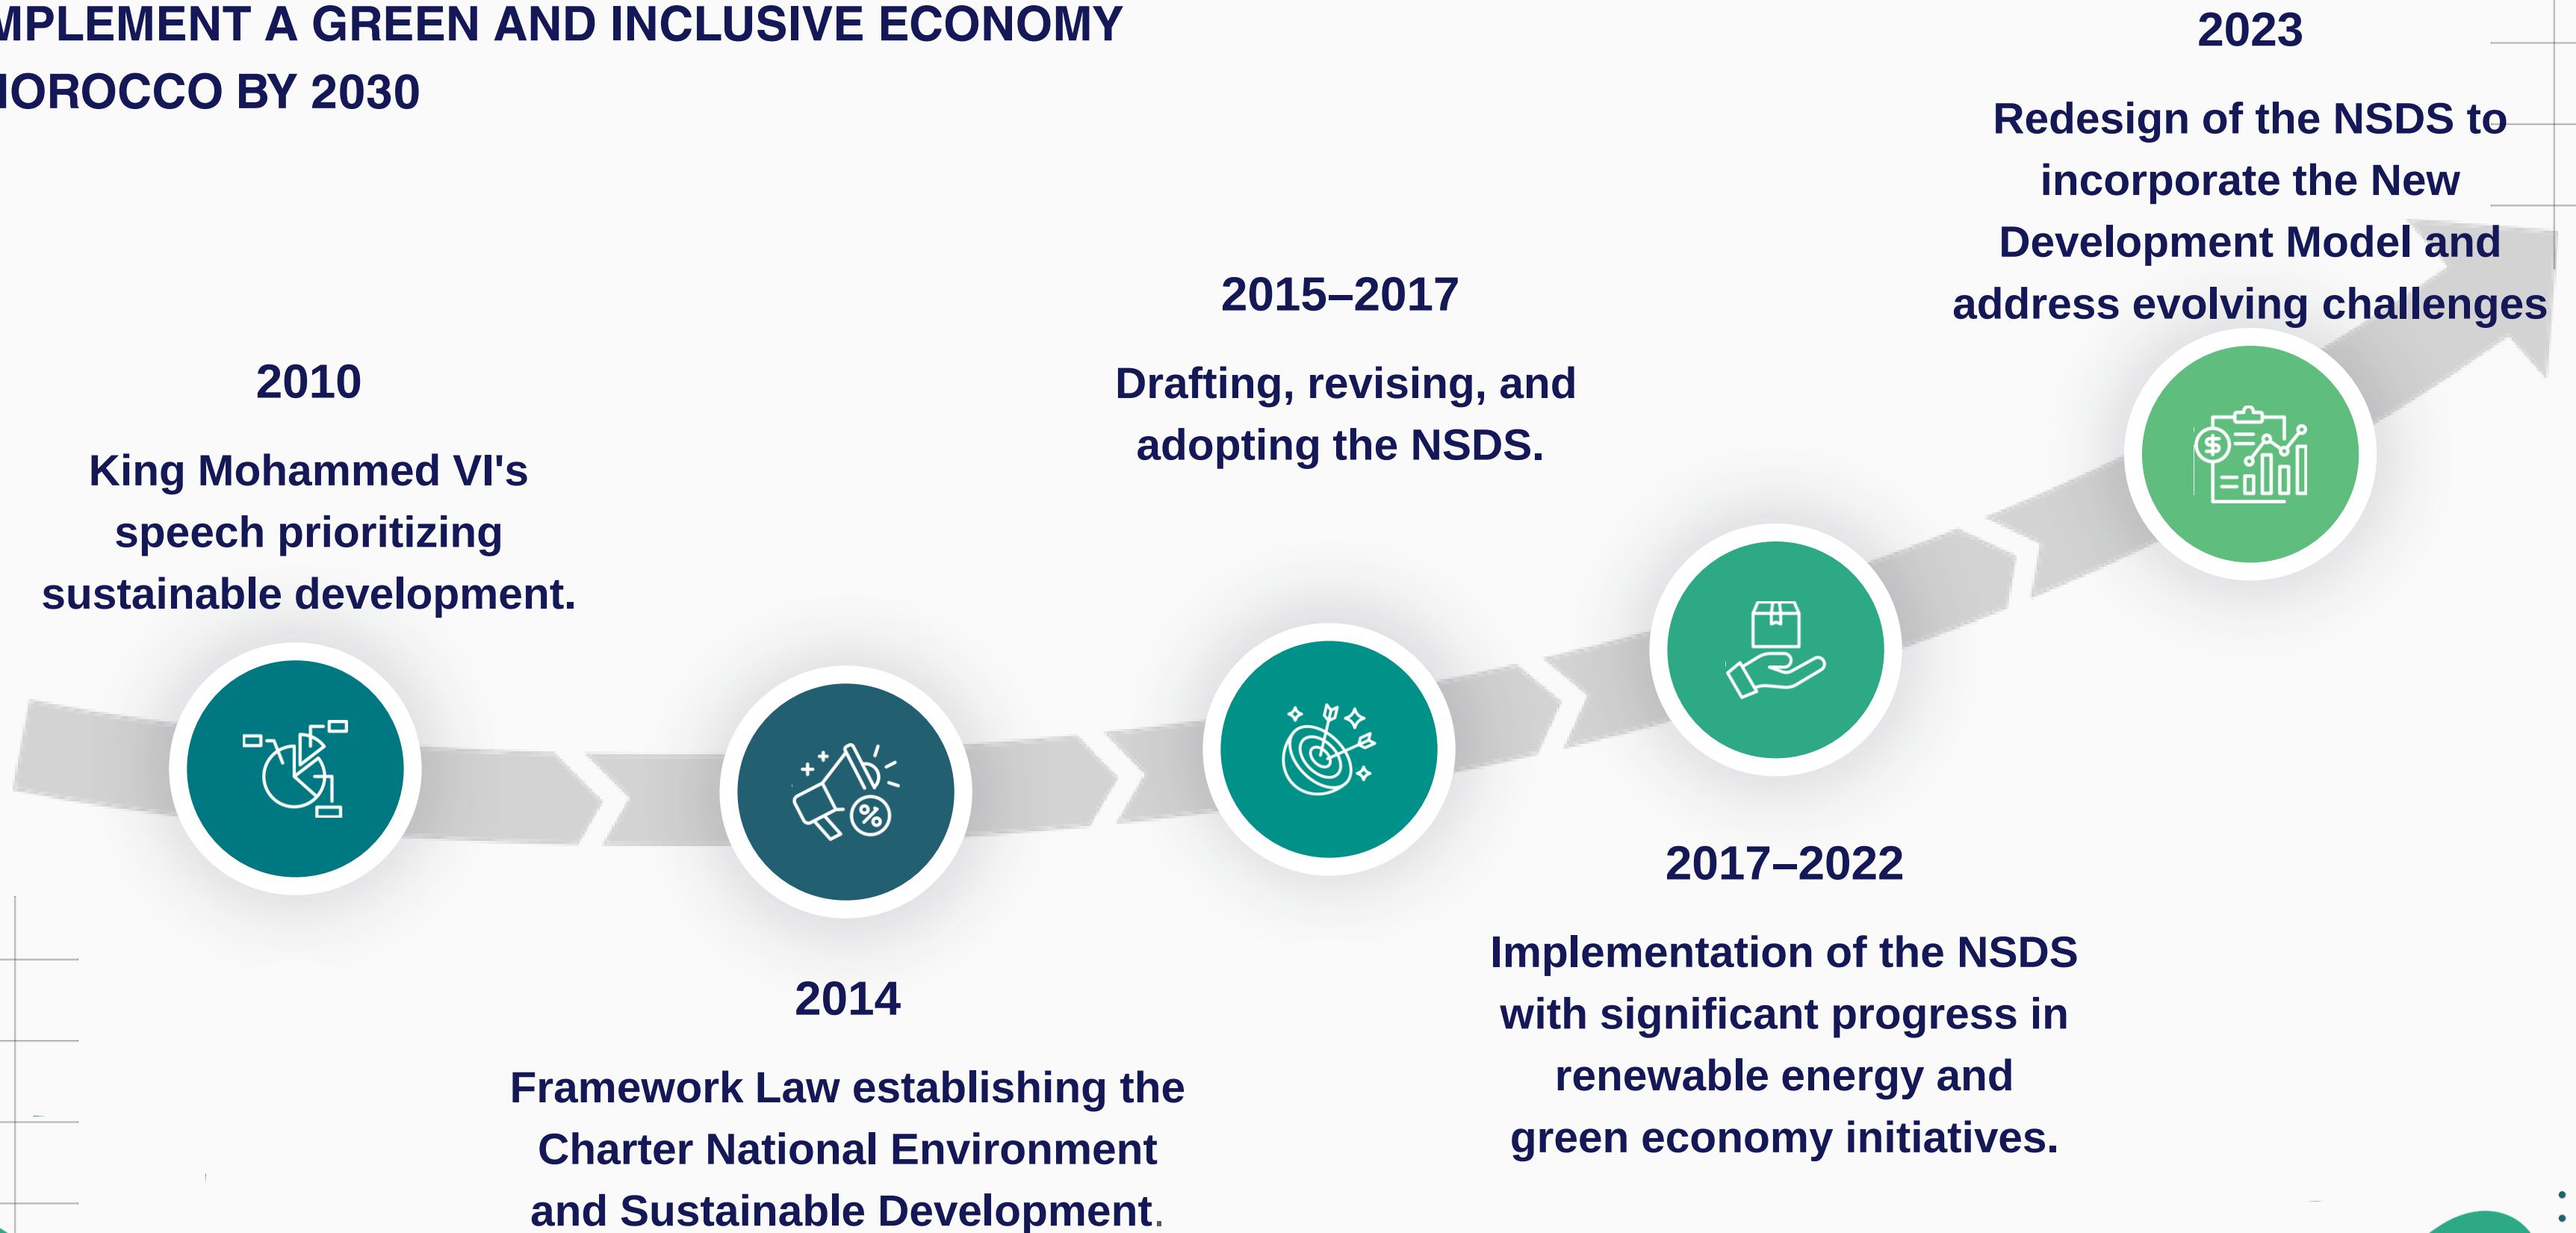 MPLEMENT A GREEN AND INCLUSIVE ECONOMY
OROCCO BY 2030
2010
King Mohammed VI's
speech prioritizing
sustainable development.
2014
Framework Law establishing the
Charter National Environment
and Sustainable Development.
2015–2017
Drafting, revising, and
adopting the NSDS.
2017–2022
Implementation of the NSDS
with significant progress in
renewable energy and
green economy initiatives.
2023
Redesign of the NSDS to
incorporate the New
Development Model and
address evolving challenges